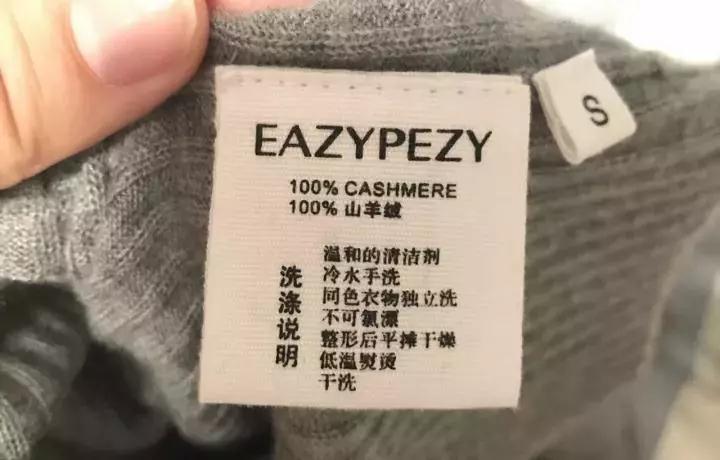 EAZYPEZY
S
100% CASHMERE
100% 山羊绒
洗涤说明
温和的清洁剂
冷水手洗
同色衣物独立洗
不可氯漂
整形后平摊干燥
低温熨烫
干洗